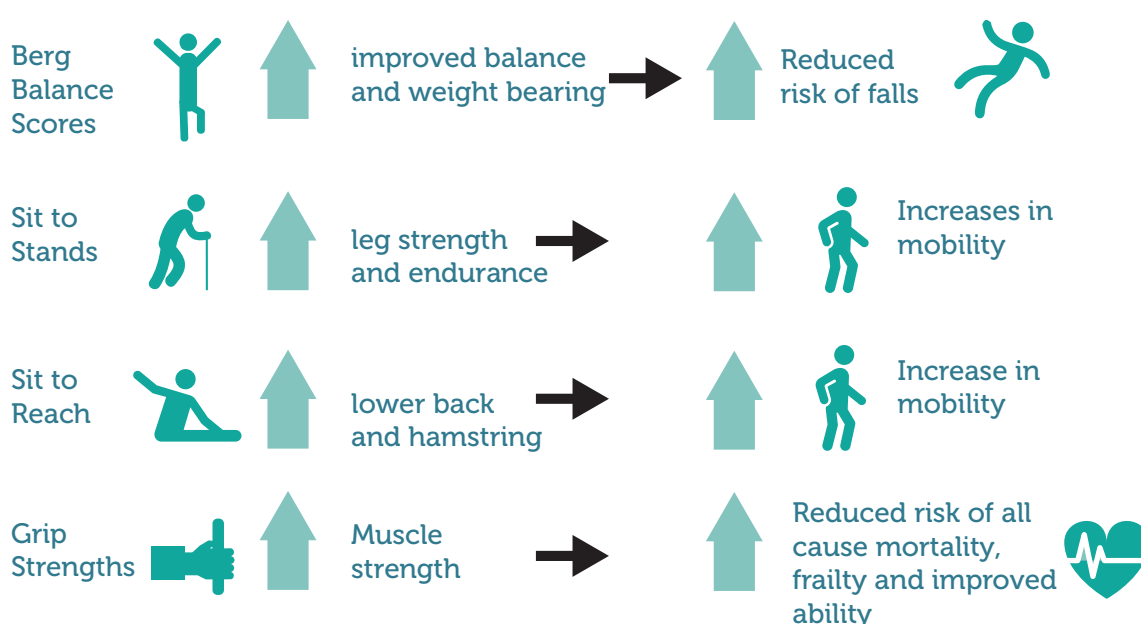 Berg
Balance
Scores
improved balance
and weight bearing
Reduced
risk of falls
Sit to
Stands
leg strength
and endurance
Increases in
mobility
Sit to
Reach
lower back
and hamstring
Increase in
mobility
Grip
Strengths
Muscle
strength
Reduced risk of all
cause mortality,
frailty and improved
ability